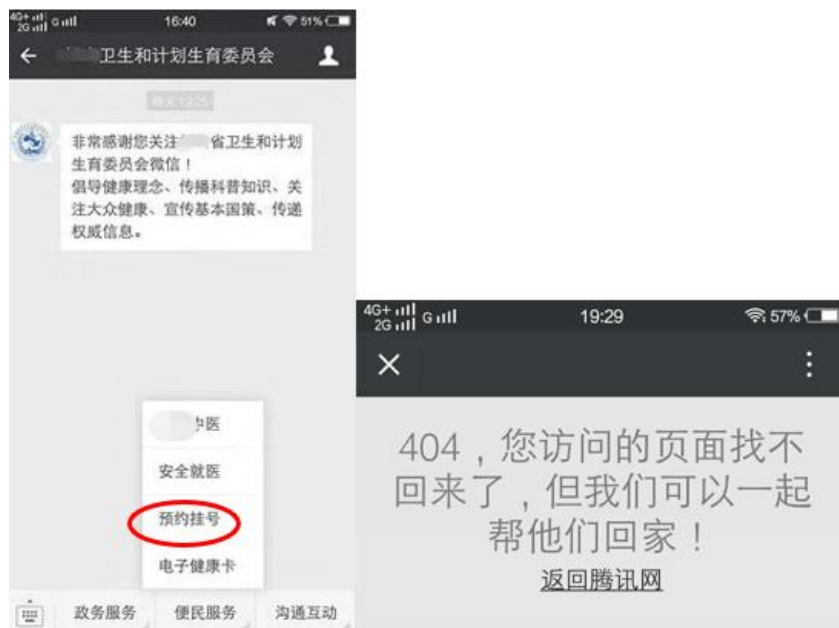 4G+
2G G
16:40
51%
卫生和计划生育委员会
非常感谢您关注 省卫生和计划
生育委员会微信！
倡导健康理念、传播科普知识、关
注大众健康、宣传基本国策、传递
权威信息。
中医
安全就医
预约挂号
电子健康卡
政务服务 便民服务 沟通互动
4G+
2G G
19:29
57%
404，您访问的页面找不
回来了，但我们可以一起
帮他们回家！
返回腾讯网